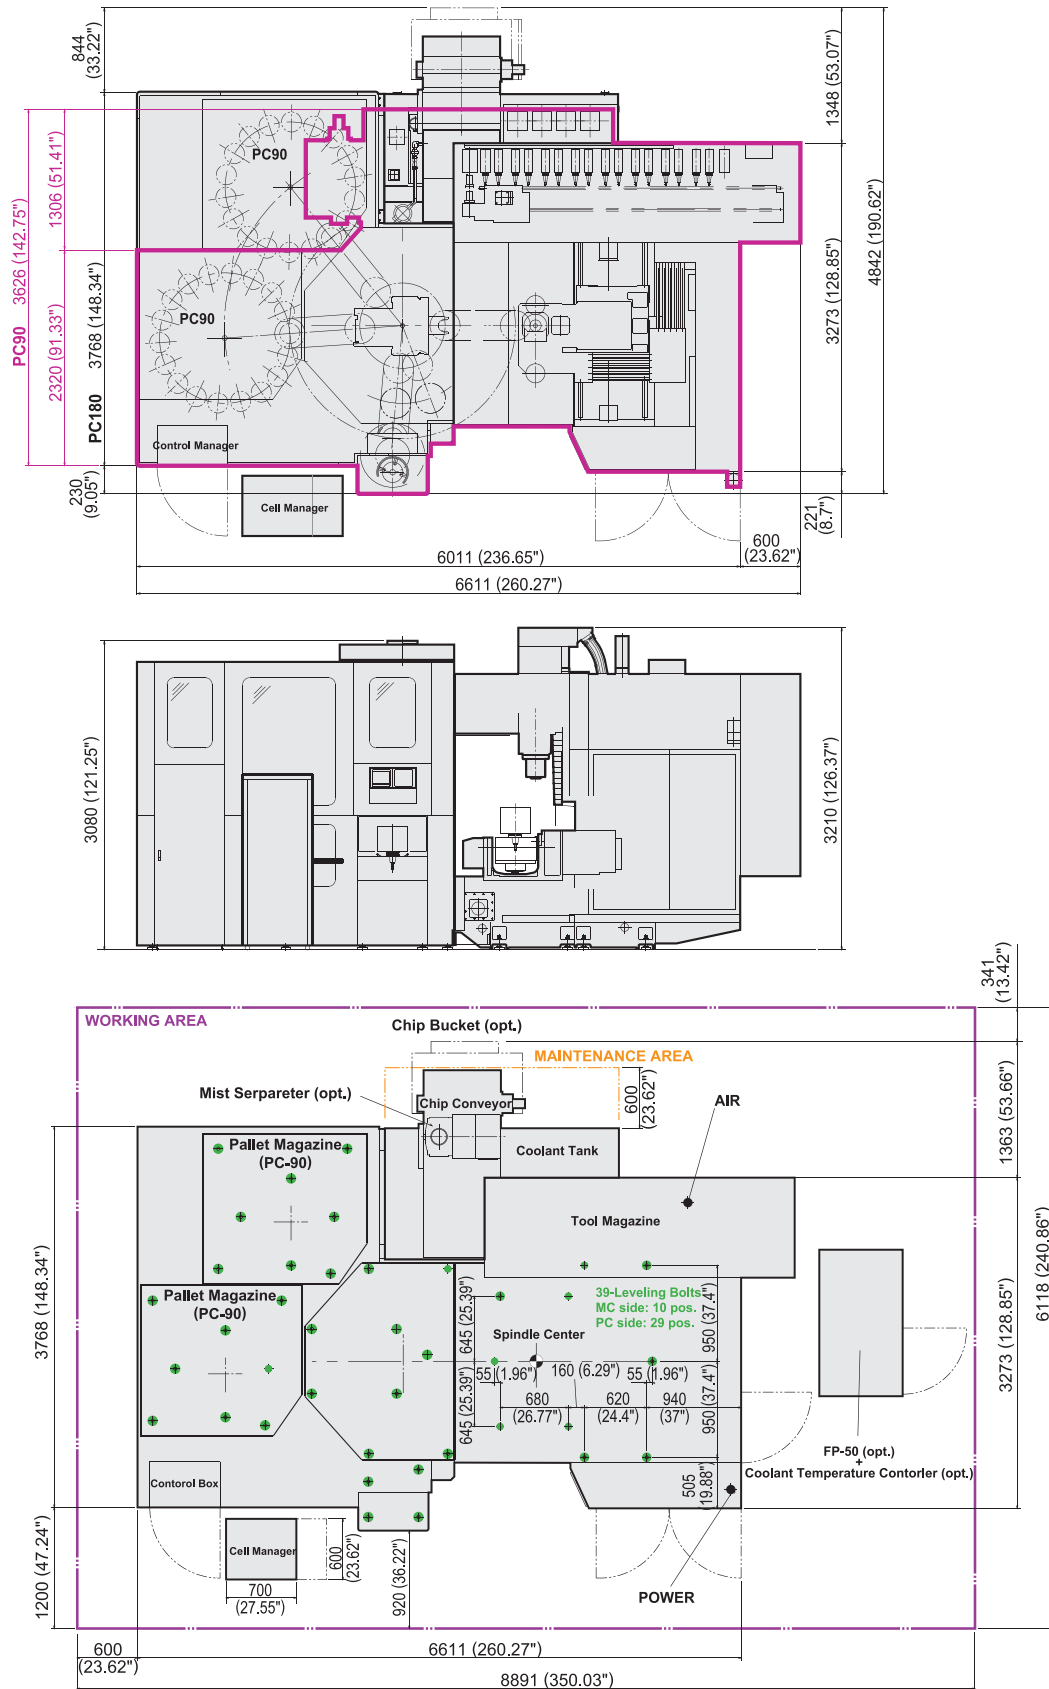 844
(33.22")
1348 (53.07")
PC90
PC90
PC90 3626 (142.75")
1306 (51.41")
2320 (91.33")
PC180 3768 (148.34")
3273 (128.85")
4842 (190.62")
Control Manager
230
(9.05")
Cell Manager
221
(8.7")
6011 (236.65")
600
(23.62")
6611 (260.27")
3080 (121.25")
3210 (126.37")
341
(13.42")
WORKING AREA
Chip Bucket (opt.)
MAINTENANCE AREA
Mist Serpareter (opt.)
Chip Conveyor
600
(23.62")
AIR
1363 (53.66")
Pallet Magazine
(PC-90)
Coolant Tank
Tool Magazine
3768 (148.34")
Pallet Magazine
(PC-90)
39-Leveling Bolts
MC side: 10 pos.
PC side: 29 pos.
645 (25.39")
Spindle Center
950 (37.4")
55 (1.96")
160 (6.29")
55 (1.96")
645 (25.39")
680
(26.77")
620
(24.4")
940
(37")
950 (37.4")
3273 (128.85")
6118 (240.86")
FP-50 (opt.)
+
Coolant Temperature Contorler (opt.)
Contorol Box
505
(19.88")
Cell Manager
600
(23.62")
700
(27.55")
920 (36.22")
POWER
1200 (47.24")
600
(23.62")
6611 (260.27")
8891 (350.03")